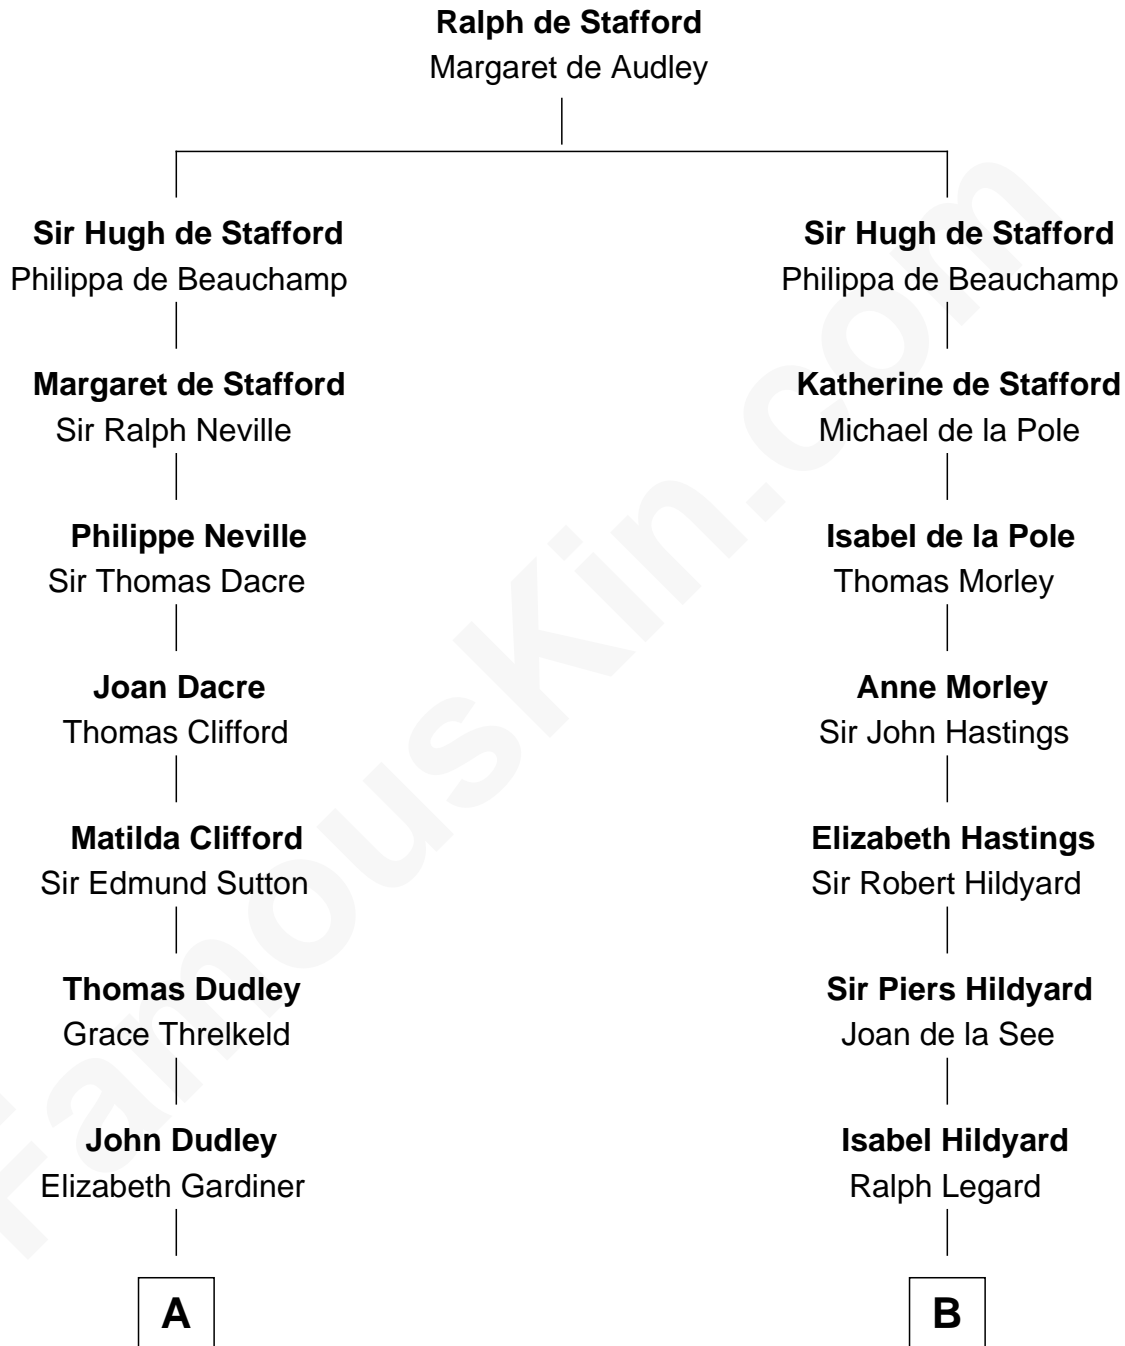 Ralph de Stafford
Margaret de Audley
Sir Hugh de Stafford
Philippa de Beauchamp
Margaret de Stafford
Sir Ralph Neville
Philippe Neville
Sir Thomas Dacre
Joan Dacre
Thomas Clifford
Matilda Clifford
Sir Edmund Sutton
Thomas Dudley
Grace Threlkeld
John Dudley
Elizabeth Gardiner
A
Sir Hugh de Stafford
Philippa de Beauchamp
Katherine de Stafford
Michael de la Pole
Isabel de la Pole
Thomas Morley
Anne Morley
Sir John Hastings
Elizabeth Hastings
Sir Robert Hildyard
Sir Piers Hildyard
Joan de la See
Isabel Hildyard
Ralph Legard
B
FamousKin.com